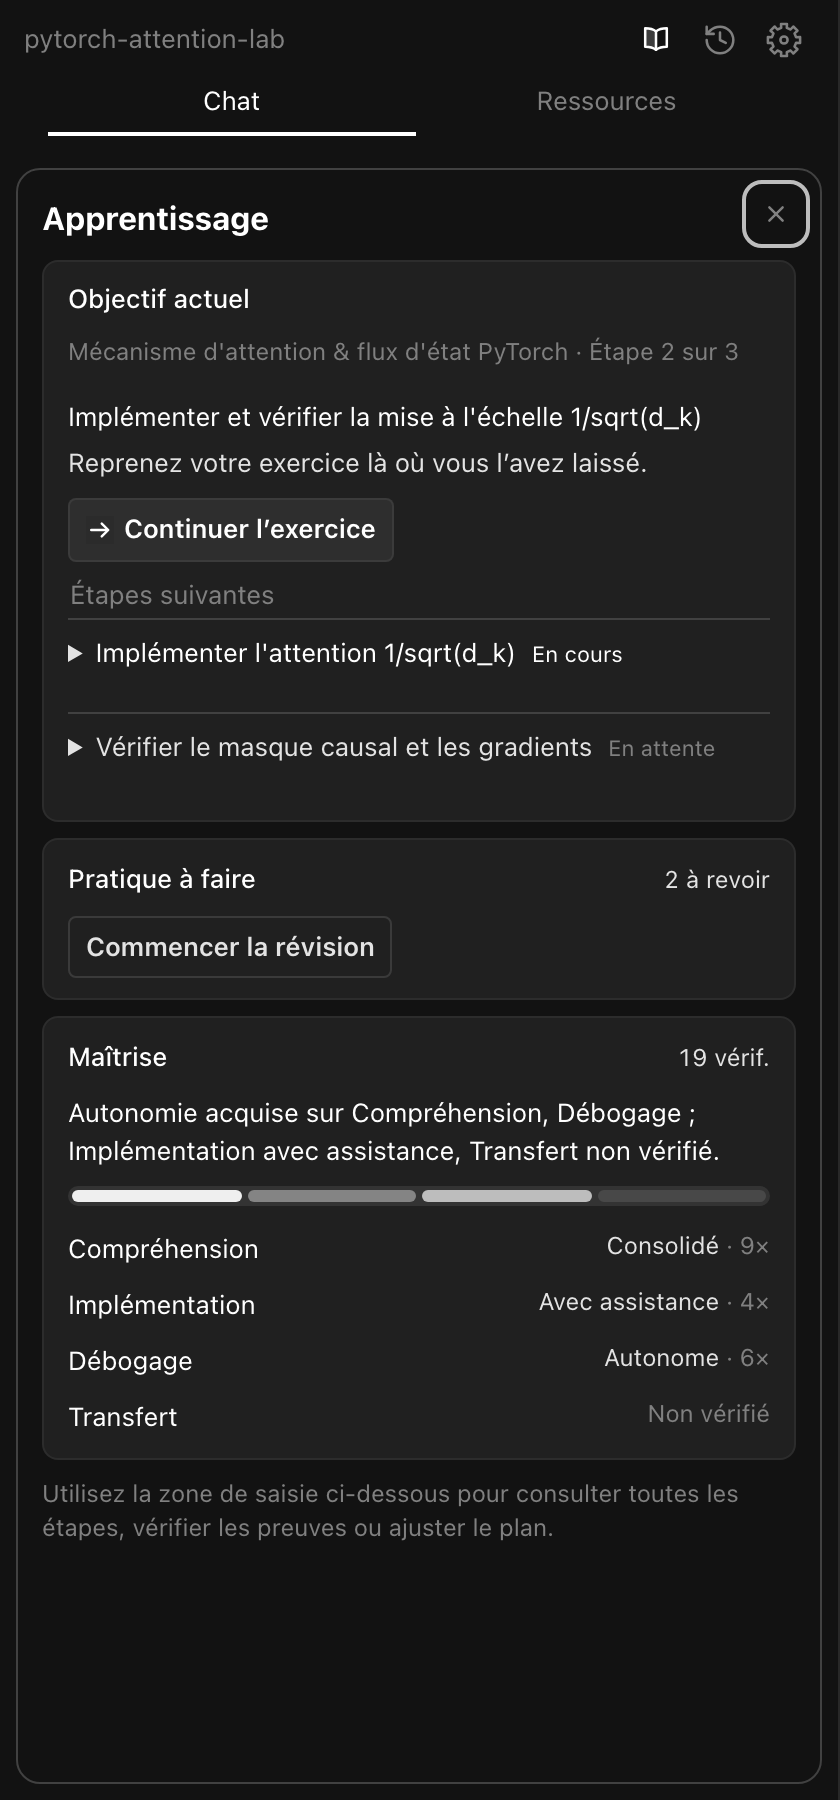 pytorch-attention-lab
Chat
Ressources
Apprentissage
Objectif actuel
Mécanisme d'attention & flux d'état PyTorch · Étape 2 sur 3
Implémenter et vérifier la mise à l'échelle 1/sqrt(d_k)
Reprenez votre exercice là où vous l’avez laissé.
→ Continuer l’exercice
Étapes suivantes
▶ Implémenter l'attention 1/sqrt(d_k) En cours
▶ Vérifier le masque causal et les gradients En attente
Pratique à faire 2 à revoir
Commencer la révision
Maîtrise 19 vérif.
Autonomie acquise sur Compréhension, Débogage ;
Implémentation avec assistance, Transfert non vérifié.
Compréhension Consolidé · 9×
Implémentation Avec assistance · 4×
Débogage Autonome · 6×
Transfert Non vérifié
Utilisez la zone de saisie ci-dessous pour consulter toutes les
étapes, vérifier les preuves ou ajuster le plan.